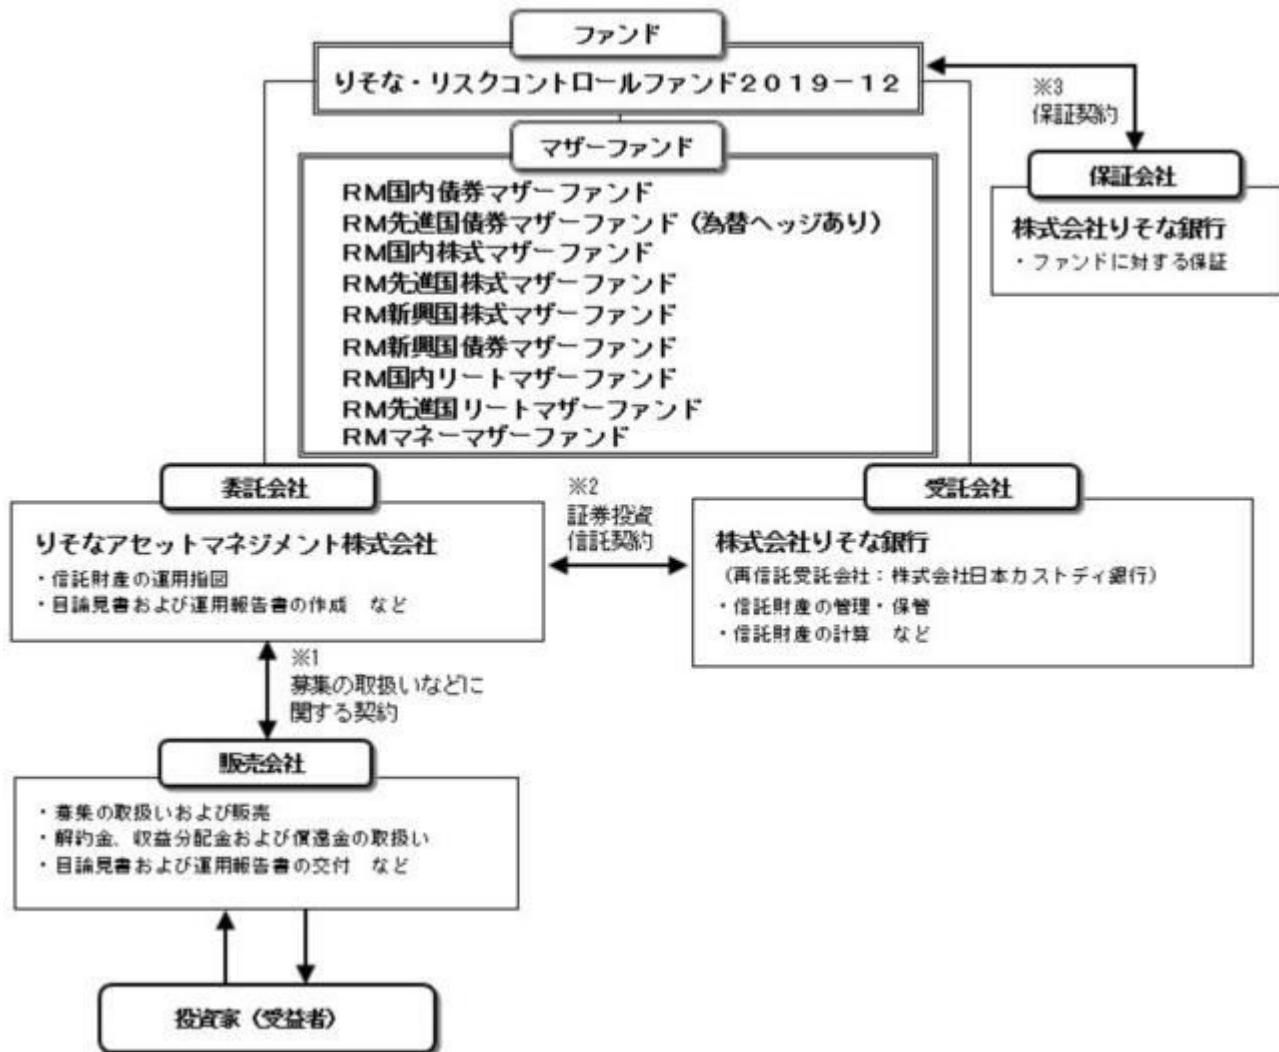 ファンド
りそな・リスクコントロールファンド２０１９－１２
※3
保証契約
マザーファンド
保証会社
株式会社りそな銀行
・ファンドに対する保証
ＲＭ国内債券マザーファンド
ＲＭ先進国債券マザーファンド（為替ヘッジあり）
ＲＭ国内株式マザーファンド
ＲＭ先進国株式マザーファンド
ＲＭ新興国株式マザーファンド
ＲＭ新興国債券マザーファンド
ＲＭ国内リートマザーファンド
ＲＭ先進国リートマザーファンド
ＲＭマネーマザーファンド
委託会社
りそなアセットマネジメント株式会社
・信託財産の運用指図
・目論見書および運用報告書の作成　など
※2
証券投資
信託契約
受託会社
株式会社りそな銀行
（再信託受託会社：株式会社日本カストディ銀行）
・信託財産の管理・保管
・信託財産の計算　など
※1
募集の取扱いなどに
関する契約
販売会社
・募集の取扱いおよび販売
・解約金、収益分配金および償還金の取扱い
・目論見書および運用報告書の交付　など
投資家（受益者）